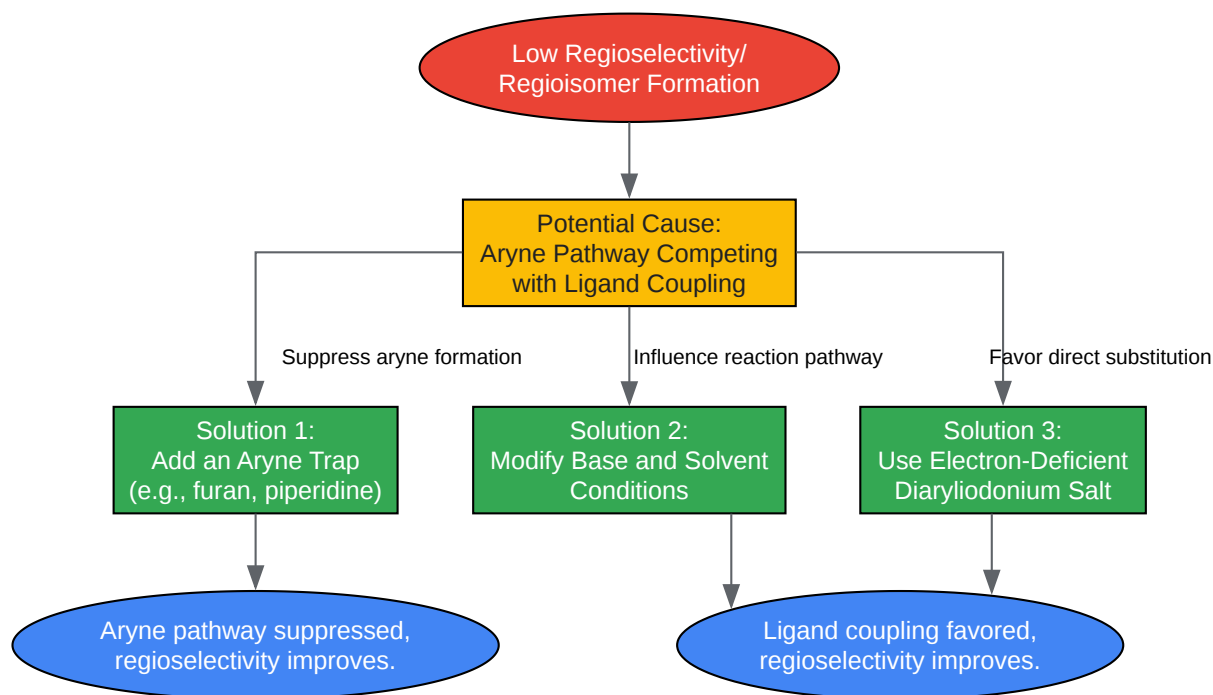 Low Regioselectivity/
Regioisomer Formation
Potential Cause:
Aryne Pathway Competing
with Ligand Coupling
Suppress aryne formation
Influence reaction pathway
Favor direct substitution
Solution 1:
Add an Aryne Trap
(e.g., furan, piperidine)
Solution 2:
Modify Base and Solvent
Conditions
Solution 3:
Use Electron-Deficient
Diaryliodonium Salt
Aryne pathway suppressed,
regioselectivity improves.
Ligand coupling favored,
regioselectivity improves.